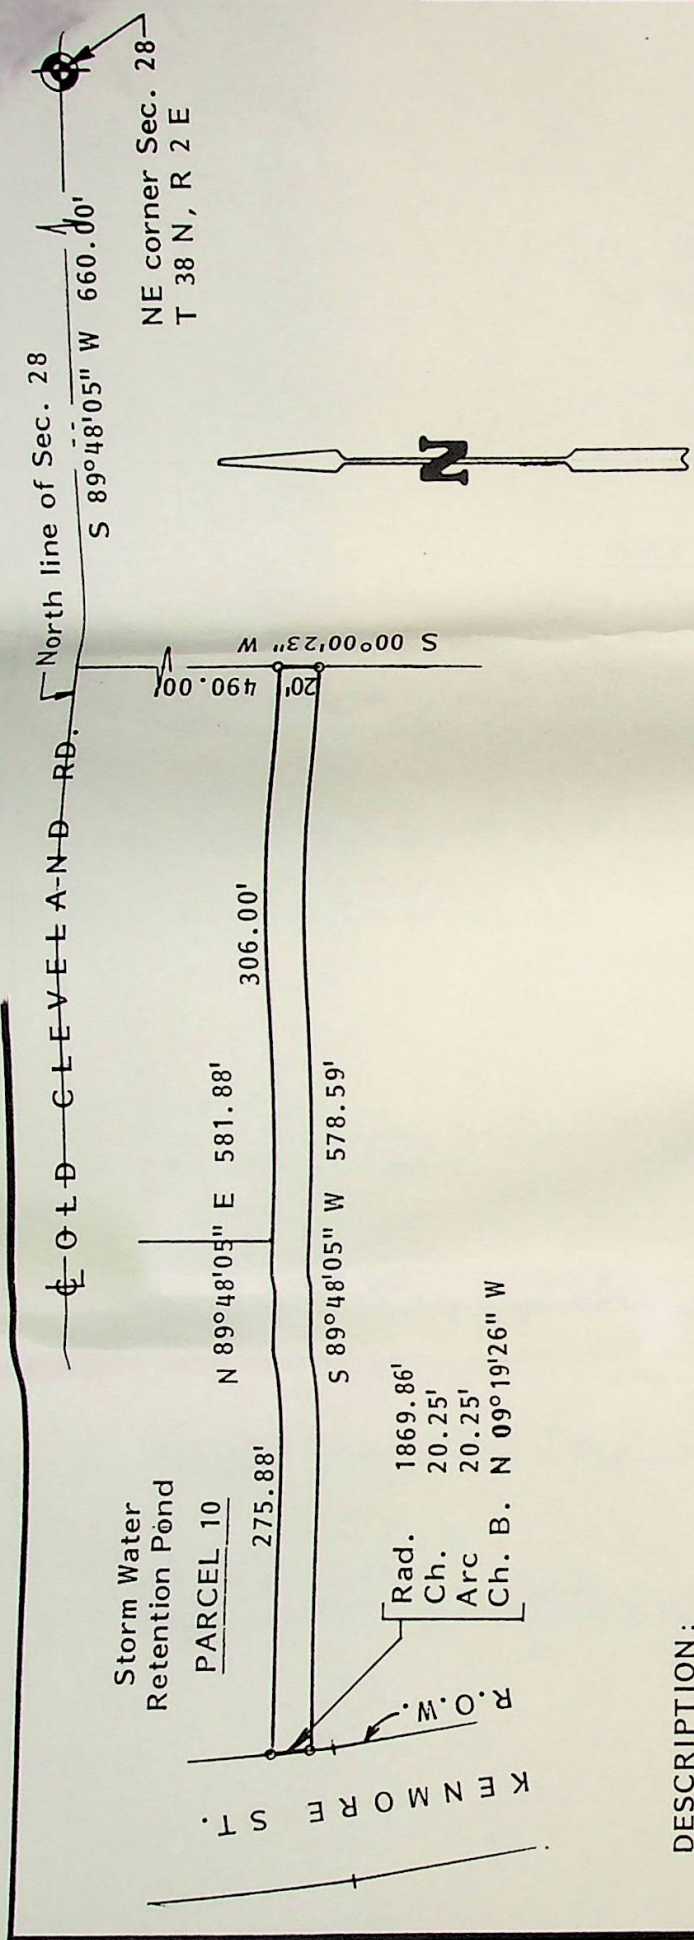 NE corner Sec. 28
T 38 N, R 2 E
North line of Sec. 28
S 89°48'05" W 660.00'
℄ OLD CLEVELAND RD.
N
S 00°00'23" W
490.00'
20'
306.00'
N 89°48'05" E 581.88'
S 89°48'05" W 578.59'
Storm Water
Retention Pond
PARCEL 10
275.88'
Rad. 1869.86'
Ch. 20.25'
Arc 20.25'
Ch. B. N 09°19'26" W
R.O.W.
KENMORE ST.
DESCRIPTION: